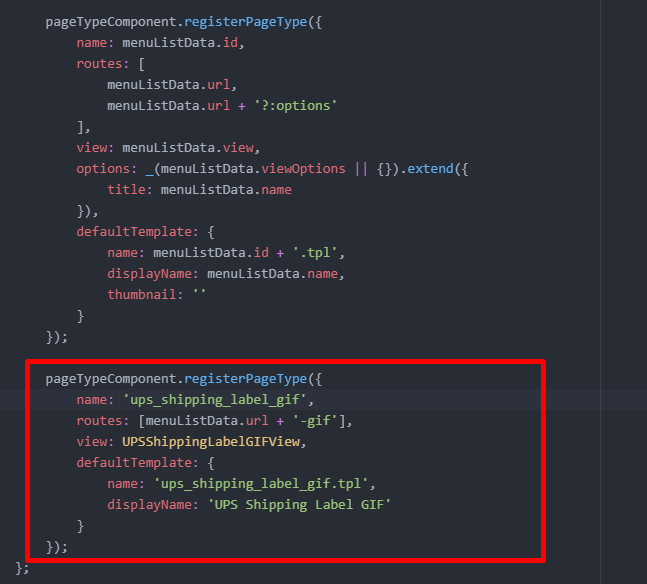 pageTypeComponent.registerPageType({
name: menuListData.id,
routes: [
menuListData.url,
menuListData.url + '?:options'
],
view: menuListData.view,
options: _(menuListData.viewOptions || {}).extend({
title: menuListData.name
}),
defaultTemplate: {
name: menuListData.id + '.tpl',
displayName: menuListData.name,
thumbnail: ''
}
});
pageTypeComponent.registerPageType({
name: 'ups_shipping_label_gif',
routes: [menuListData.url + '-gif'],
view: UPSShippingLabelGIFView,
defaultTemplate: {
name: 'ups_shipping_label_gif.tpl',
displayName: 'UPS Shipping Label GIF'
}
});
};